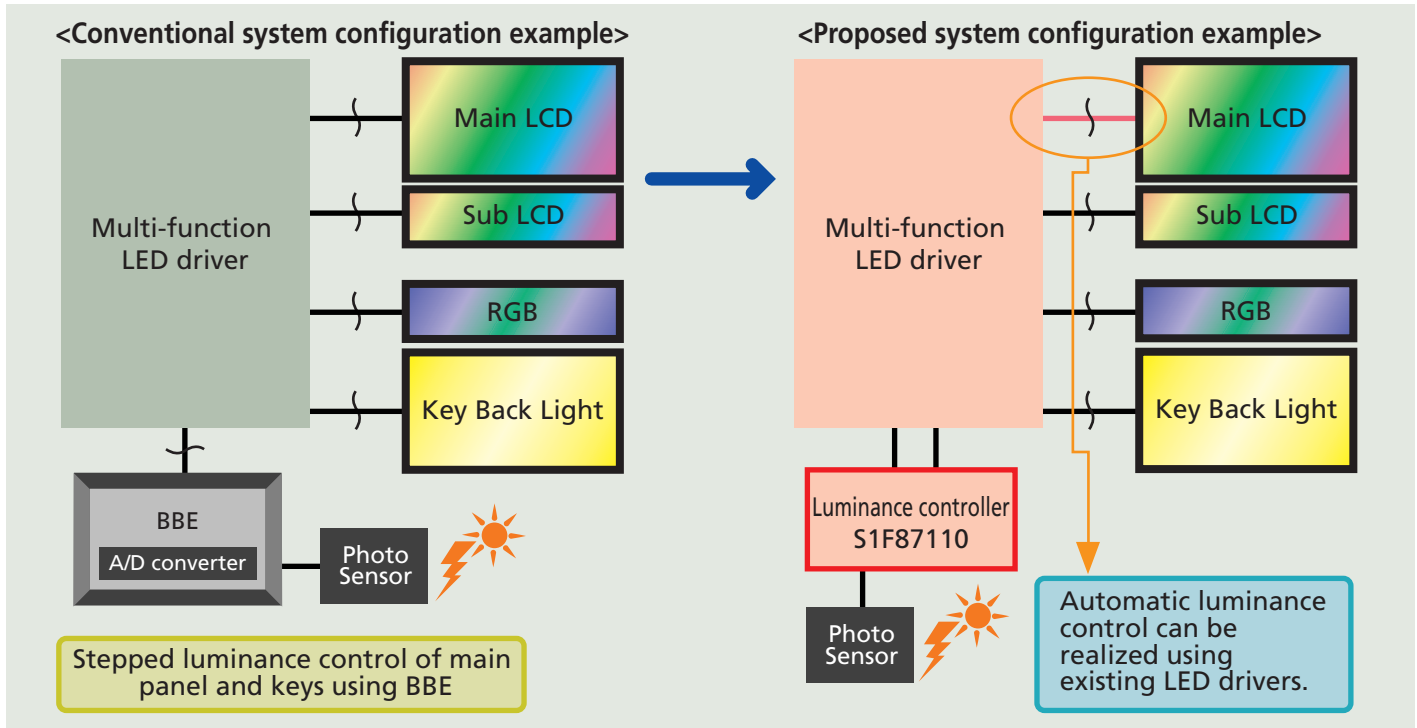 <Conventional system configuration example>
Multi-function
LED driver
Main LCD
Sub LCD
RGB
Key Back Light
BBE
A/D converter
Photo
Sensor
Stepped luminance control of main
panel and keys using BBE
<Proposed system configuration example>
Multi-function
LED driver
Main LCD
Sub LCD
RGB
Key Back Light
Luminance controller
S1F87110
Photo
Sensor
Automatic luminance
control can be
realized using
existing LED drivers.